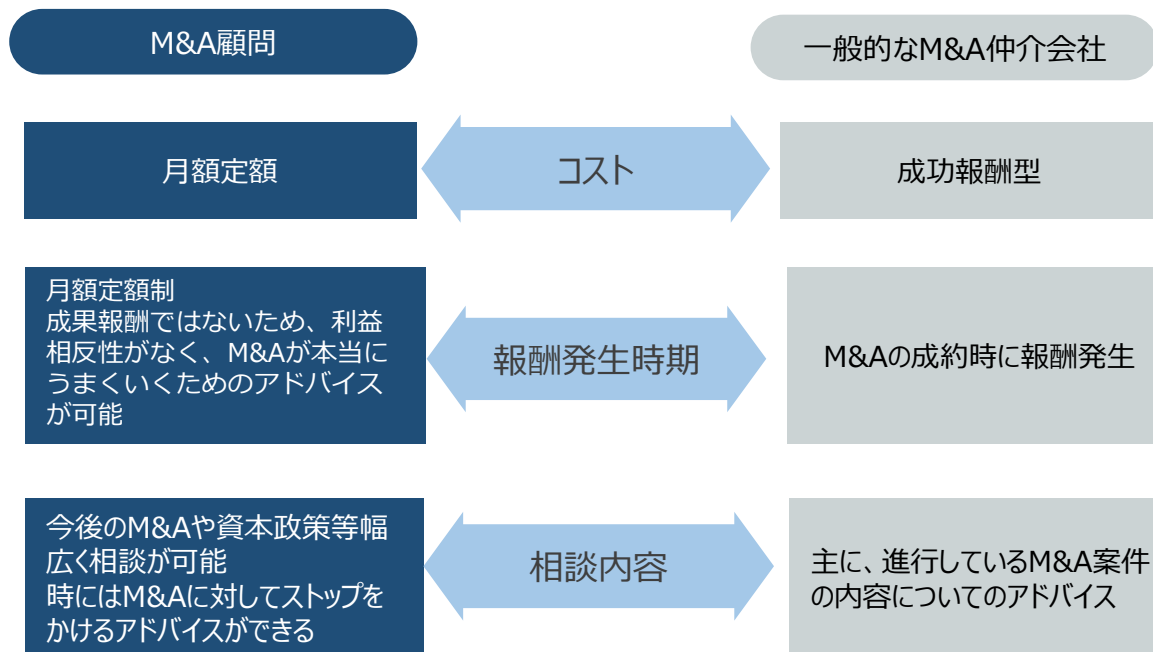 M&A顧問
一般的なM&A仲介会社
月額定額
コスト
成功報酬型
月額定額制
成果報酬ではないため、利益
相反性がなく、M&Aが本当に
うまくいくためのアドバイス
が可能
報酬発生時期
M&Aの成約時に報酬発生
今後のM&Aや資本政策等幅
広く相談が可能
時にはM&Aに対してストップを
かけるアドバイスができる
相談内容
主に、進行しているM&A案件
の内容についてのアドバイス